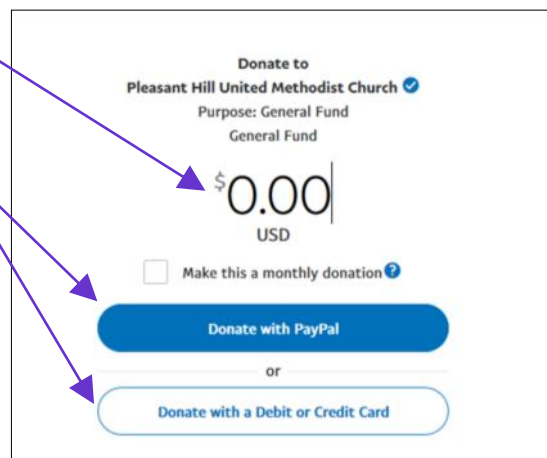 Donate to
Pleasant Hill United Methodist Church
Purpose: General Fund
General Fund
$0.00
USD
Make this a monthly donation ?
Donate with PayPal
or
Donate with a Debit or Credit Card